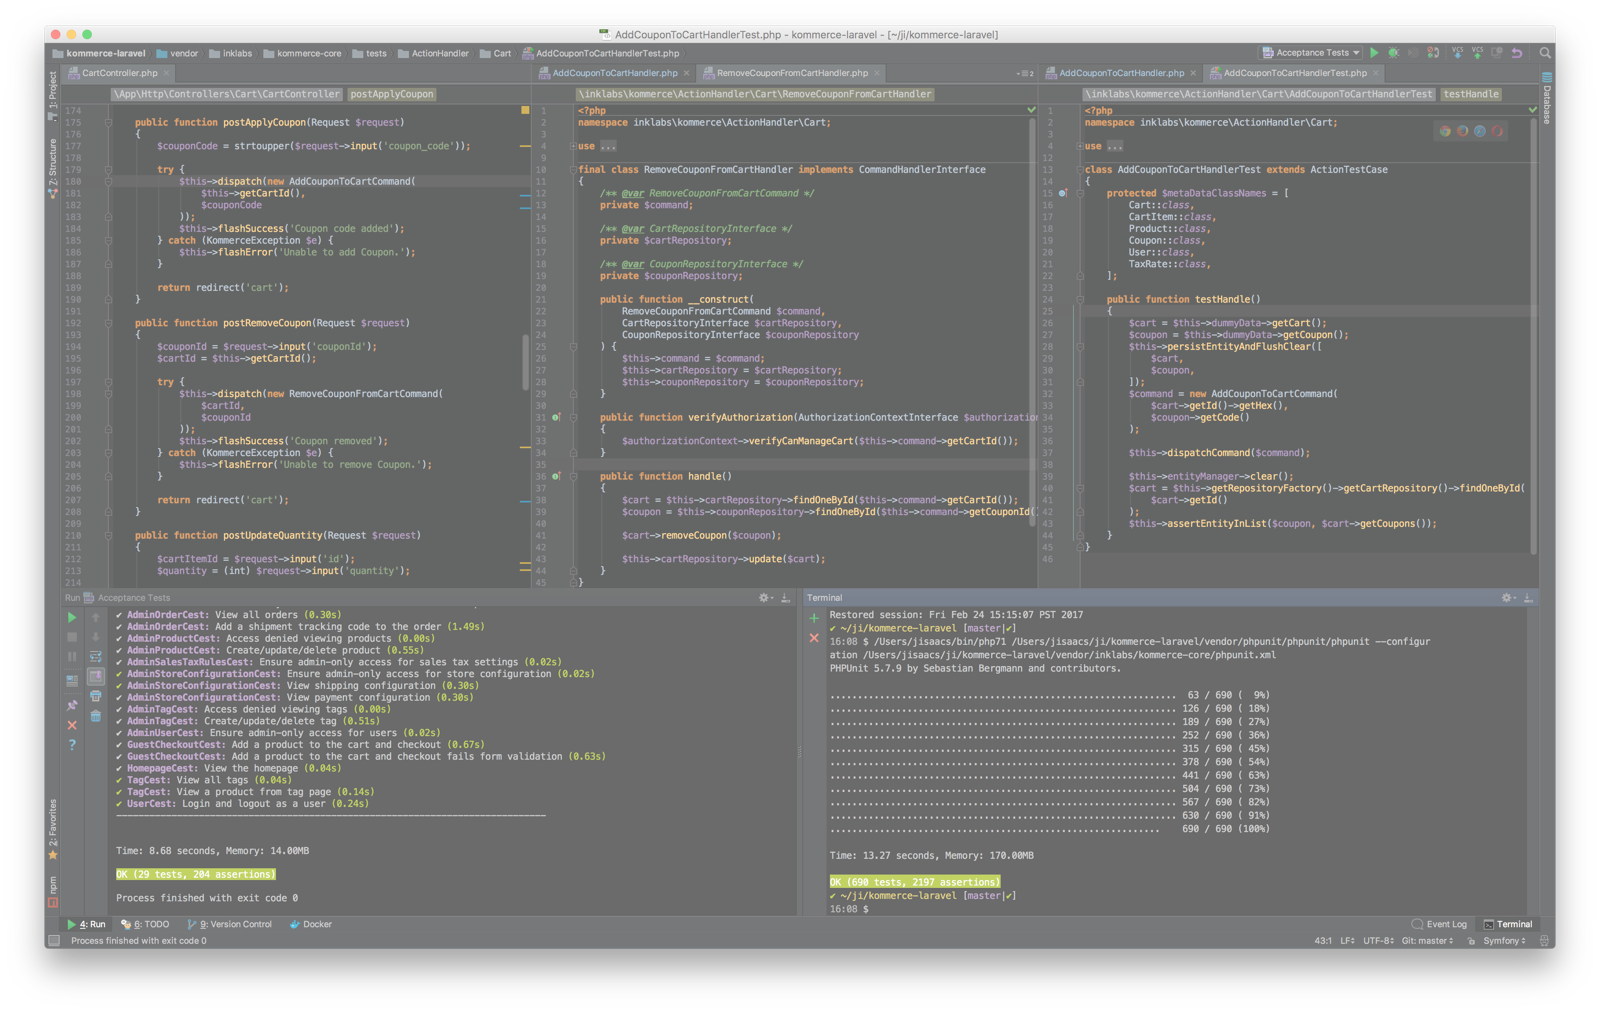 AddCouponToCartHandlerTest.php - kommerce-laravel - [~/ji/kommerce-laravel]
kommerce-laravel vendor inklabs kommerce-core tests ActionHandler Cart AddCouponToCartHandlerTest.php Acceptance Tests
CartController.php × AddCouponToCartHandler.php × RemoveCouponFromCartHandler.php × AddCouponToCartHandler.php × AddCouponToCartHandlerTest.php ×
1: Project
Z: Structure
2: Favorites
npm
Database
\App\Http\Controllers\Cart\CartController postApplyCoupon
174
175 public function postApplyCoupon(Request $request)
176 {
177 $couponCode = strtoupper($request->input('coupon_code'));
178
179 try {
180 $this->dispatch(new AddCouponToCartCommand(
181 $this->getCartId(),
182 $couponCode
183 ));
184 $this->flashSuccess('Coupon code added');
185 } catch (KommerceException $e) {
186 $this->flashError('Unable to add Coupon.');
187 }
188
189 return redirect('cart');
190 }
191
192 public function postRemoveCoupon(Request $request)
193 {
194 $couponId = $request->input('couponId');
195 $cartId = $this->getCartId();
196
197 try {
198 $this->dispatch(new RemoveCouponFromCartCommand(
199 $cartId,
200 $couponId
201 ));
202 $this->flashSuccess('Coupon removed');
203 } catch (KommerceException $e) {
204 $this->flashError('Unable to remove Coupon.');
205 }
206
207 return redirect('cart');
208 }
209
210 public function postUpdateQuantity(Request $request)
211 {
212 $cartItemId = $request->input('id');
213 $quantity = (int) $request->input('quantity');
214
\inklabs\kommerce\ActionHandler\Cart\RemoveCouponFromCartHandler
1 <?php
2 namespace inklabs\kommerce\ActionHandler\Cart;
3
4 use ...
9
10 final class RemoveCouponFromCartHandler implements CommandHandlerInterface
11 {
12 /** @var RemoveCouponFromCartCommand */
13 private $command;
14
15 /** @var CartRepositoryInterface */
16 private $cartRepository;
17
18 /** @var CouponRepositoryInterface */
19 private $couponRepository;
20
21 public function __construct(
22 RemoveCouponFromCartCommand $command,
23 CartRepositoryInterface $cartRepository,
24 CouponRepositoryInterface $couponRepository
25 ) {
26 $this->command = $command;
27 $this->cartRepository = $cartRepository;
28 $this->couponRepository = $couponRepository;
29 }
30
31 public function verifyAuthorization(AuthorizationContextInterface $authorization
32 {
33 $authorizationContext->verifyCanManageCart($this->command->getCartId());
34 }
35
36 public function handle()
37 {
38 $cart = $this->cartRepository->findOneById($this->command->getCartId());
39 $coupon = $this->couponRepository->findOneById($this->command->getCouponId()
40
41 $cart->removeCoupon($coupon);
42
43 $this->cartRepository->update($cart);
44 }
45 }
\inklabs\kommerce\ActionHandler\Cart\AddCouponToCartHandlerTest testHandle
1 <?php
2 namespace inklabs\kommerce\ActionHandler\Cart;
3
4 use ...
12
13 class AddCouponToCartHandlerTest extends ActionTestCase
14 {
15 protected $metaDataClassNames = [
16 Cart::class,
17 CartItem::class,
18 Product::class,
19 Coupon::class,
20 User::class,
21 TaxRate::class,
22 ];
23
24 public function testHandle()
25 {
26 $cart = $this->dummyData->getCart();
27 $coupon = $this->dummyData->getCoupon();
28 $this->persistEntityAndFlushClear([
29 $cart,
30 $coupon,
31 ]);
32 $command = new AddCouponToCartCommand(
33 $cart->getId()->getHex(),
34 $coupon->getCode()
35 );
36
37 $this->dispatchCommand($command);
38
39 $this->entityManager->clear();
40 $cart = $this->getRepositoryFactory()->getCartRepository()->findOneById(
41 $cart->getId()
42 );
43 $this->assertEntityInList($coupon, $cart->getCoupons());
44 }
45 }
46
Run Acceptance Tests
✔ AdminOrderCest: View all orders (0.30s)
✔ AdminOrderCest: Add a shipment tracking code to the order (1.49s)
✔ AdminProductCest: Access denied viewing products (0.00s)
✔ AdminProductCest: Create/update/delete product (0.55s)
✔ AdminSalesTaxRulesCest: Ensure admin-only access for sales tax settings (0.02s)
✔ AdminStoreConfigurationCest: Ensure admin-only access for store configuration (0.02s)
✔ AdminStoreConfigurationCest: View shipping configuration (0.30s)
✔ AdminStoreConfigurationCest: View payment configuration (0.30s)
✔ AdminTagCest: Access denied viewing tags (0.00s)
✔ AdminTagCest: Create/update/delete tag (0.51s)
✔ AdminUserCest: Ensure admin-only access for users (0.02s)
✔ GuestCheckoutCest: Add a product to the cart and checkout (0.67s)
✔ GuestCheckoutCest: Add a product to the cart and checkout fails form validation (0.63s)
✔ HomepageCest: View the homepage (0.04s)
✔ TagCest: View all tags (0.04s)
✔ TagCest: View a product from tag page (0.14s)
✔ UserCest: Login and logout as a user (0.24s)
Time: 8.68 seconds, Memory: 14.00MB
OK (29 tests, 204 assertions)
Process finished with exit code 0
Terminal
Restored session: Fri Feb 24 15:15:07 PST 2017
✔ ~/ji/kommerce-laravel [master|✔]
16:08 $ /Users/jisaacs/bin/php71 /Users/jisaacs/ji/kommerce-laravel/vendor/phpunit/phpunit/phpunit --configur
ation /Users/jisaacs/ji/kommerce-laravel/vendor/inklabs/kommerce-core/phpunit.xml
PHPUnit 5.7.9 by Sebastian Bergmann and contributors.
............................................................... 63 / 690 ( 9%)
............................................................... 126 / 690 ( 18%)
............................................................... 189 / 690 ( 27%)
............................................................... 252 / 690 ( 36%)
............................................................... 315 / 690 ( 45%)
............................................................... 378 / 690 ( 54%)
............................................................... 441 / 690 ( 63%)
............................................................... 504 / 690 ( 73%)
............................................................... 567 / 690 ( 82%)
............................................................... 630 / 690 ( 91%)
............................................................ 690 / 690 (100%)
Time: 13.27 seconds, Memory: 170.00MB
OK (690 tests, 2197 assertions)
✔ ~/ji/kommerce-laravel [master|✔]
16:08 $
4: Run 6: TODO 9: Version Control Docker Event Log Terminal
Process finished with exit code 0 43:1 LF÷ UTF-8÷ Git: master÷ Symfony÷